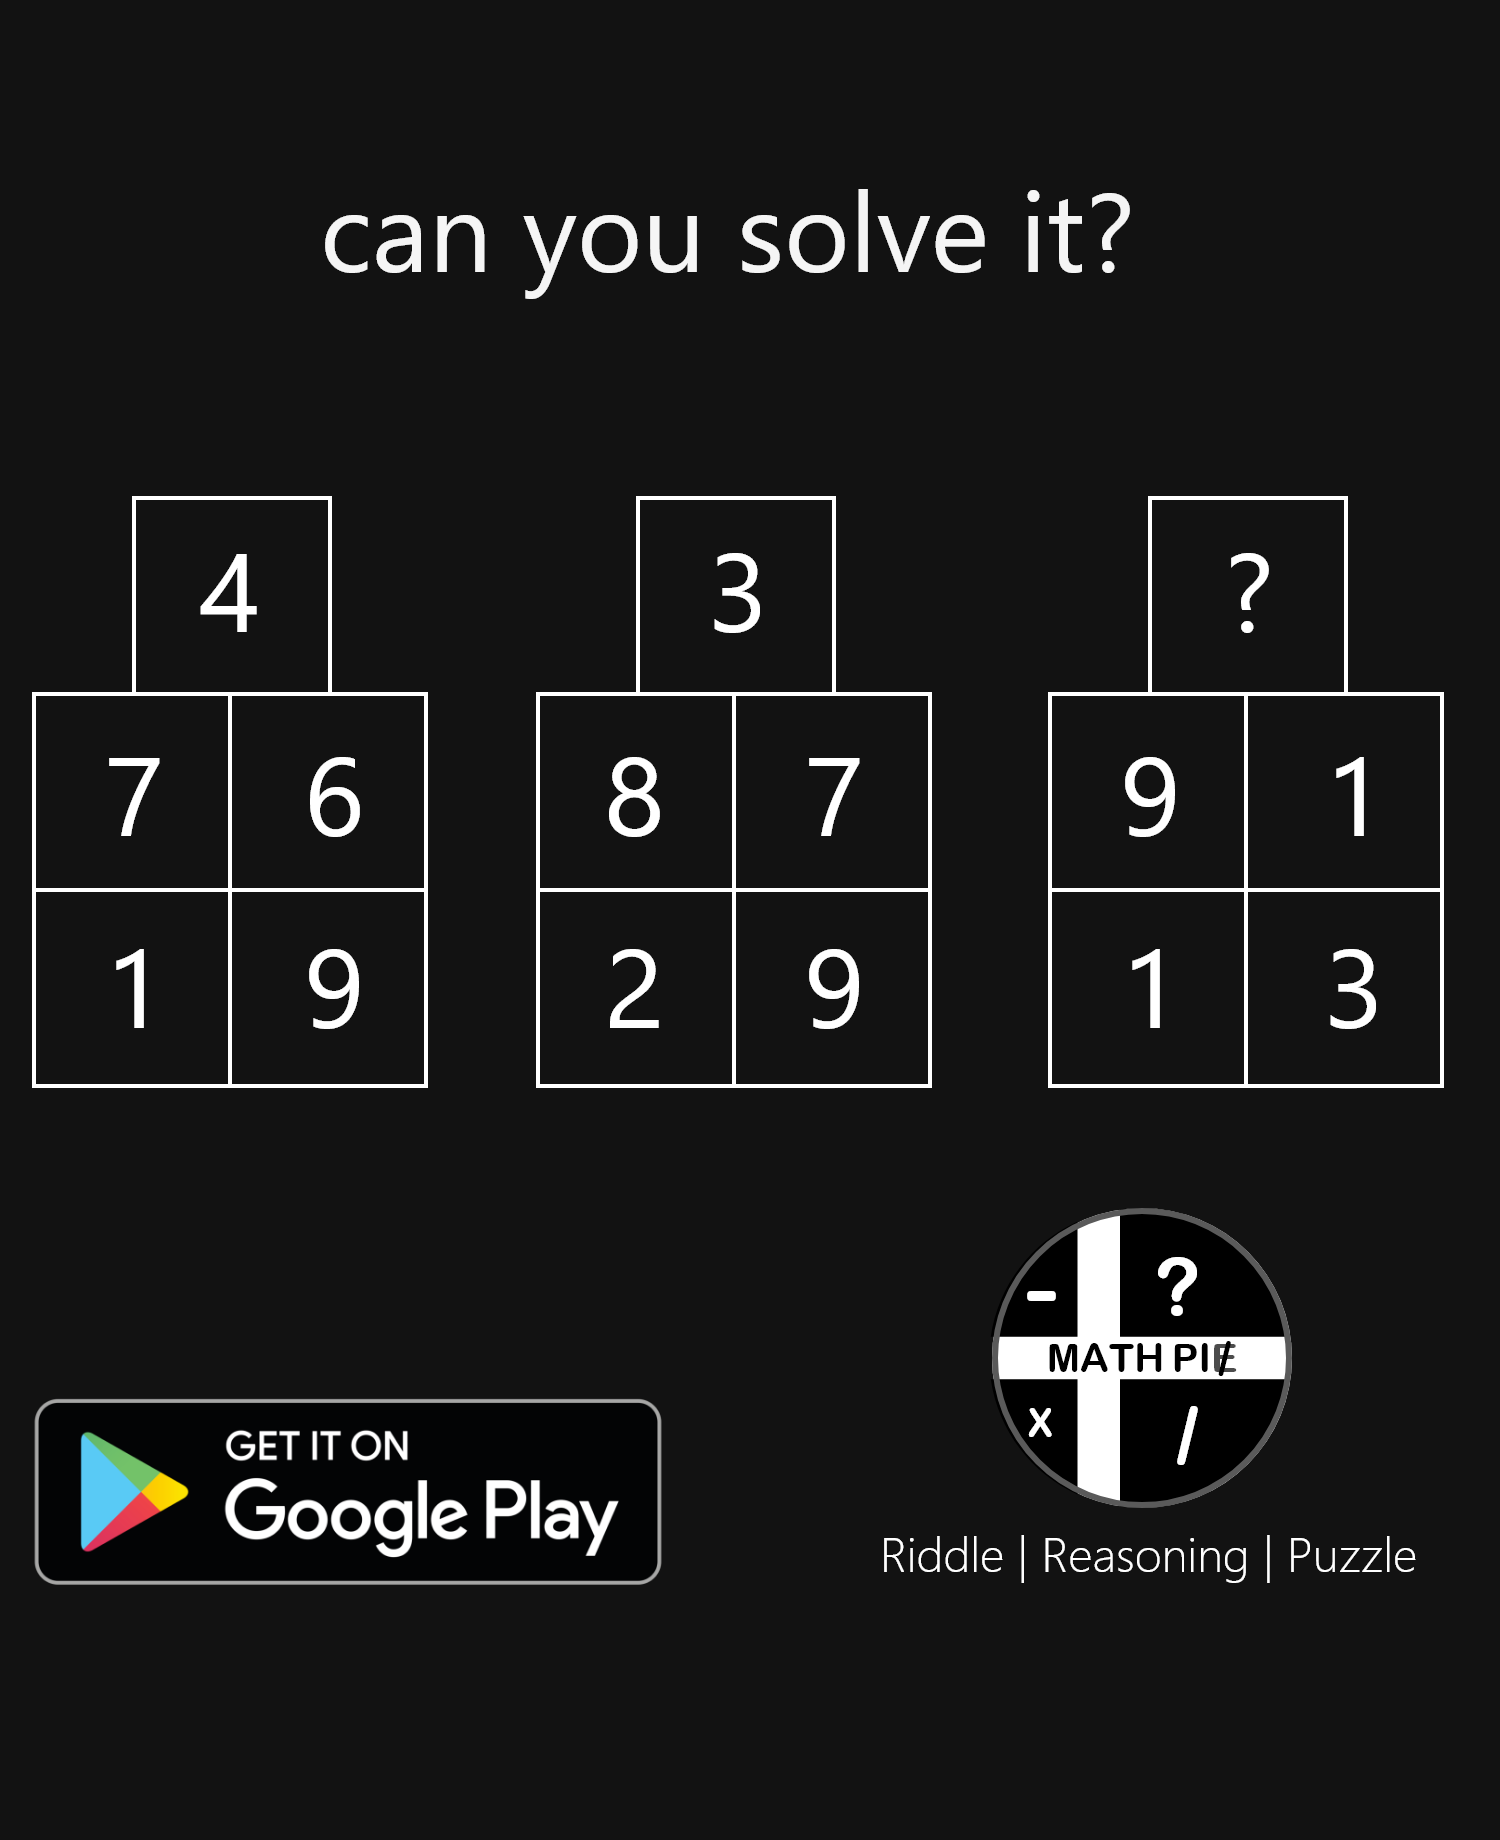 can you solve it?
4 3 ?
7 6 8 7 9 1
1 9 2 9 1 3
- ?
MATH PIE
x /
GET IT ON
Google Play
Riddle | Reasoning | Puzzle